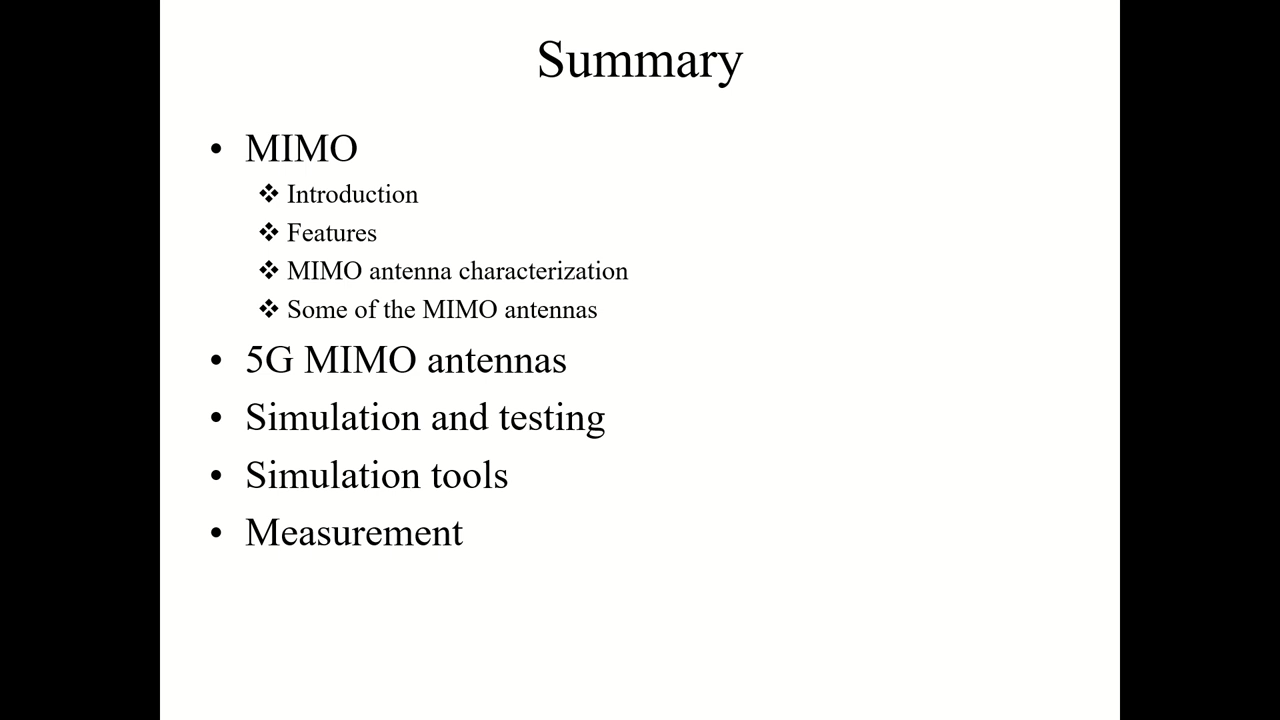 Summary
• MIMO
❖ Introduction
❖ Features
❖ MIMO antenna characterization
❖ Some of the MIMO antennas
• 5G MIMO antennas
• Simulation and testing
• Simulation tools
• Measurement